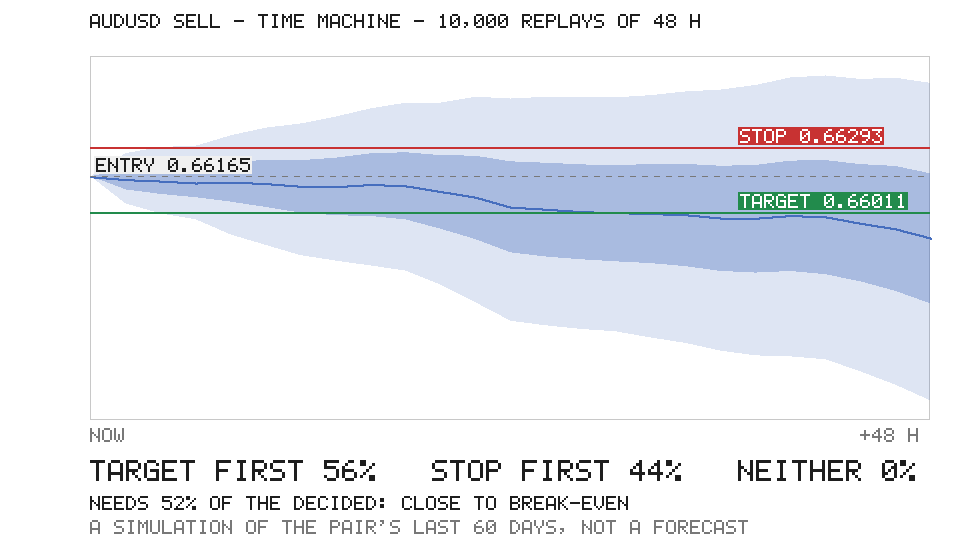 AUDUSD SELL – TIME MACHINE – 10,000 REPLAYS OF 48 H
STOP 0.66293
ENTRY 0.66165
TARGET 0.66011
NOW
+48 H
TARGET FIRST 56% STOP FIRST 44% NEITHER 0%
NEEDS 52% OF THE DECIDED: CLOSE TO BREAK-EVEN
A SIMULATION OF THE PAIR'S LAST 60 DAYS, NOT A FORECAST